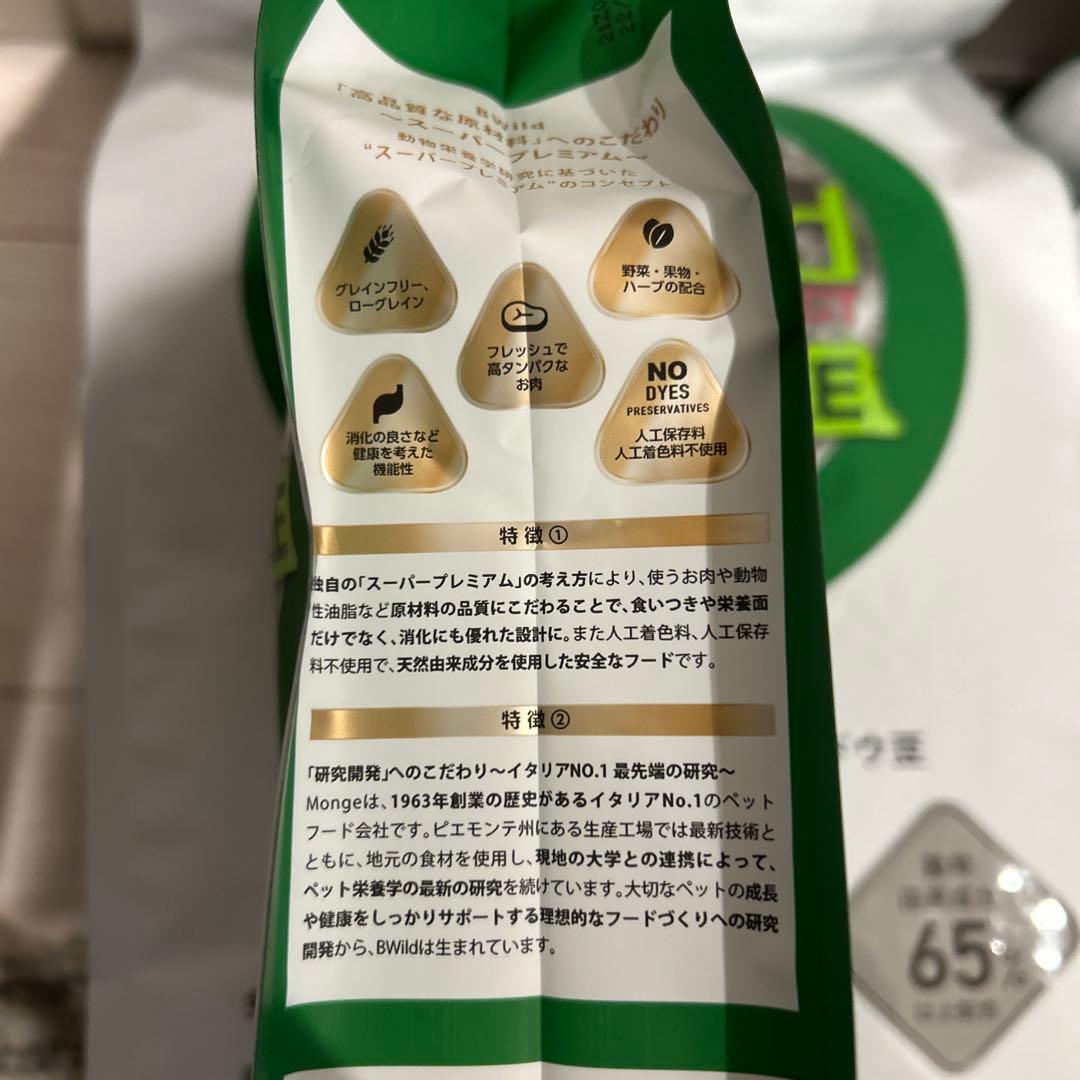 BWild
「高品質な原材料」へのこだわり
〜スーパープレミアム〜
動物栄養学研究に基づいた
"スーパープレミアム"のコンセプト
グレインフリー、
ローグレイン
野菜・果物・
ハーブの配合
フレッシュで
高タンパクな
お肉
消化の良さなど
健康を考えた
機能性
NO
DYES
PRESERVATIVES
人工保存料
人工着色料不使用
特徴①
独自の「スーパープレミアム」の考え方により、使うお肉や動物
性油脂など原材料の品質にこだわることで、食いつきや栄養面
だけでなく、消化にも優れた設計に。また人工着色料、人工保存
料不使用で、天然由来成分を使用した安全なフードです。
特徴②
「研究開発」へのこだわり〜イタリアNO.1 最先端の研究〜
Mongeは、1963年創業の歴史があるイタリアNo.1のペット
フード会社です。ピエモンテ州にある生産工場では最新技術と
ともに、地元の食材を使用し、現地の大学との連携によって、
ペット栄養学の最新の研究を続けています。大切なペットの成長
や健康をしっかりサポートする理想的なフードづくりへの研究
開発から、BWildは生まれています。
ドウ豆
65%